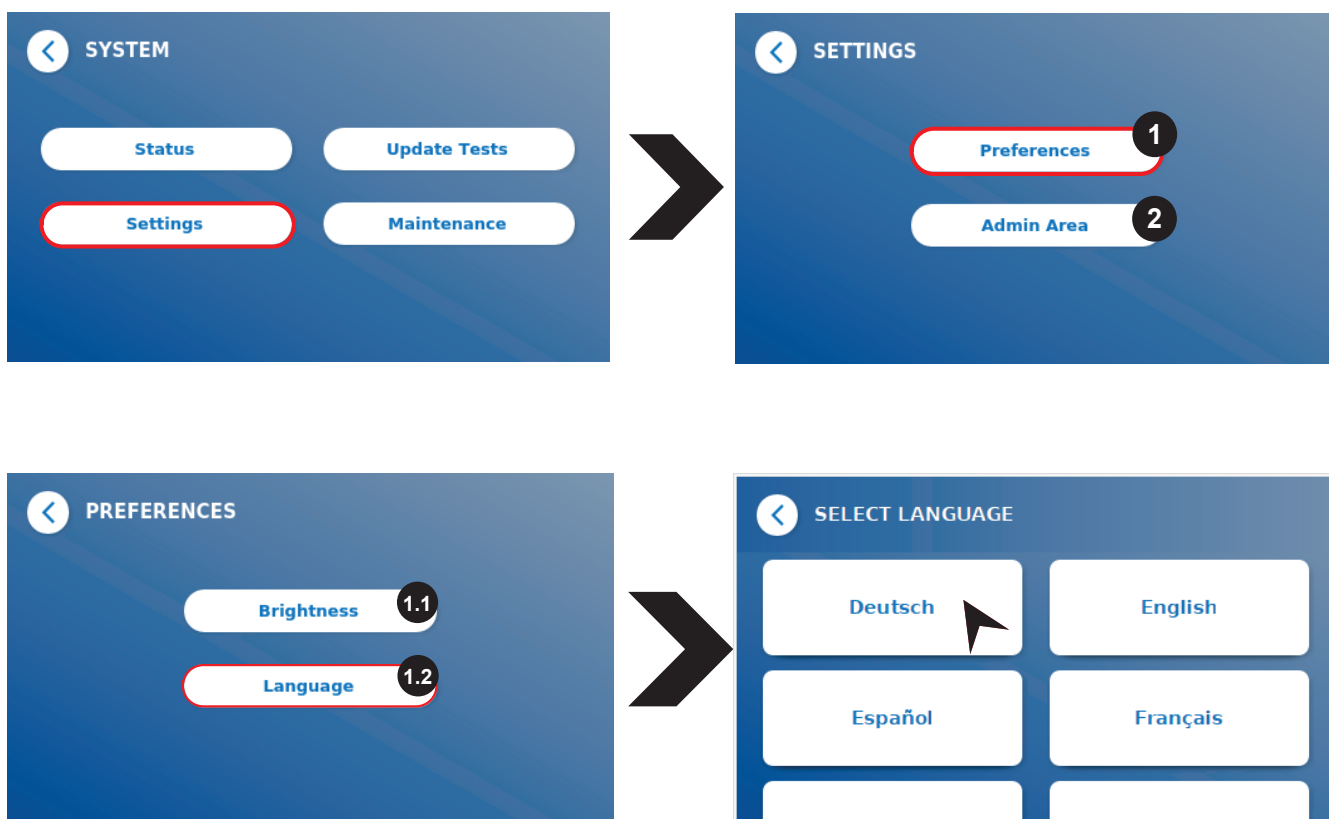 SYSTEM
Status
Update Tests
Settings
Maintenance
SETTINGS
Preferences
1
Admin Area
2
PREFERENCES
Brightness
1.1
Language
1.2
SELECT LANGUAGE
Deutsch
English
Español
Français